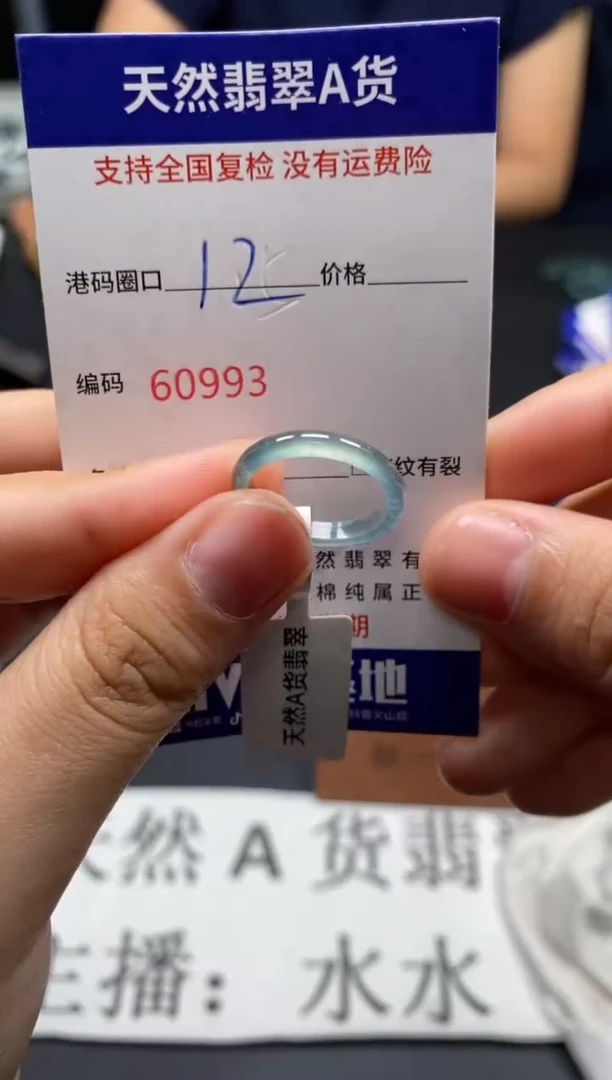 天然翡翠A货
支持全国复检 没有运费险
港码圈口 12 价格
编码 60993
纹有裂
然翡翠有
棉纯属正
期
天然A货翡翠
地
然A货翡
主播：水水